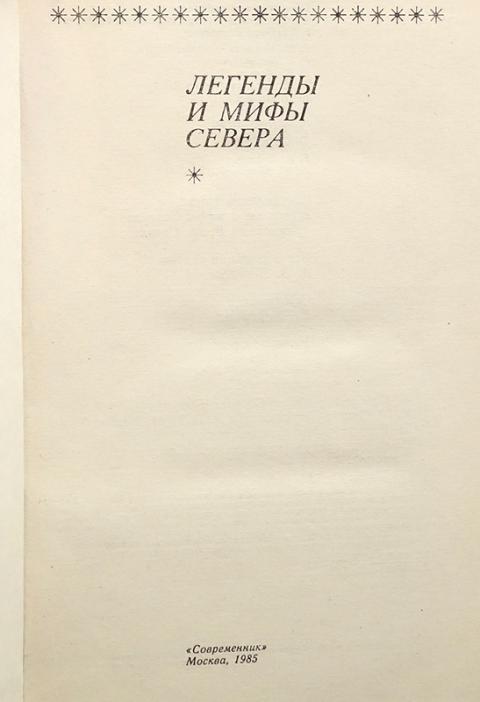 ЛЕГЕНДЫ
И МИФЫ
СЕВЕРА
«Современник»
Москва, 1985